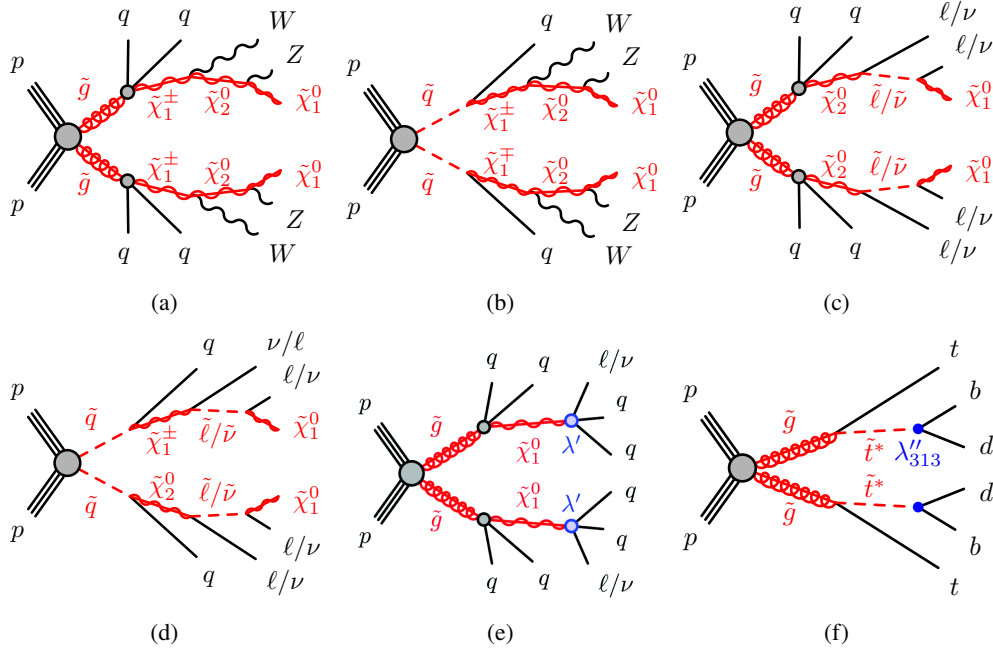 q q W
p Z
g̃
χ̃₁± χ̃₂⁰ χ̃₁⁰
χ̃₁± χ̃₂⁰ χ̃₁⁰
g̃
p Z
q q W
(a)
q W
p Z
q̃
χ̃₁± χ̃₂⁰ χ̃₁⁰
χ̃₁∓ χ̃₂⁰ χ̃₁⁰
q̃
p Z
q W
(b)
q q ℓ/ν
p ℓ/ν
g̃
χ̃₂⁰ ℓ̃/ν̃ χ̃₁⁰
χ̃₂⁰ ℓ̃/ν̃ χ̃₁⁰
g̃
p ℓ/ν
q q ℓ/ν
(c)
q ν/ℓ
p ℓ/ν
q̃
χ̃₁± ℓ̃/ν̃ χ̃₁⁰
χ̃₂⁰ ℓ̃/ν̃ χ̃₁⁰
q̃
p ℓ/ν
q ℓ/ν
(d)
q q ℓ/ν
p q
g̃
χ̃₁⁰ λ′ q
χ̃₁⁰ λ′ q
g̃
p q
q q ℓ/ν
(e)
t
p b
g̃
t̃* λ″₃₁₃ d
t̃* d
g̃
p b
t
(f)